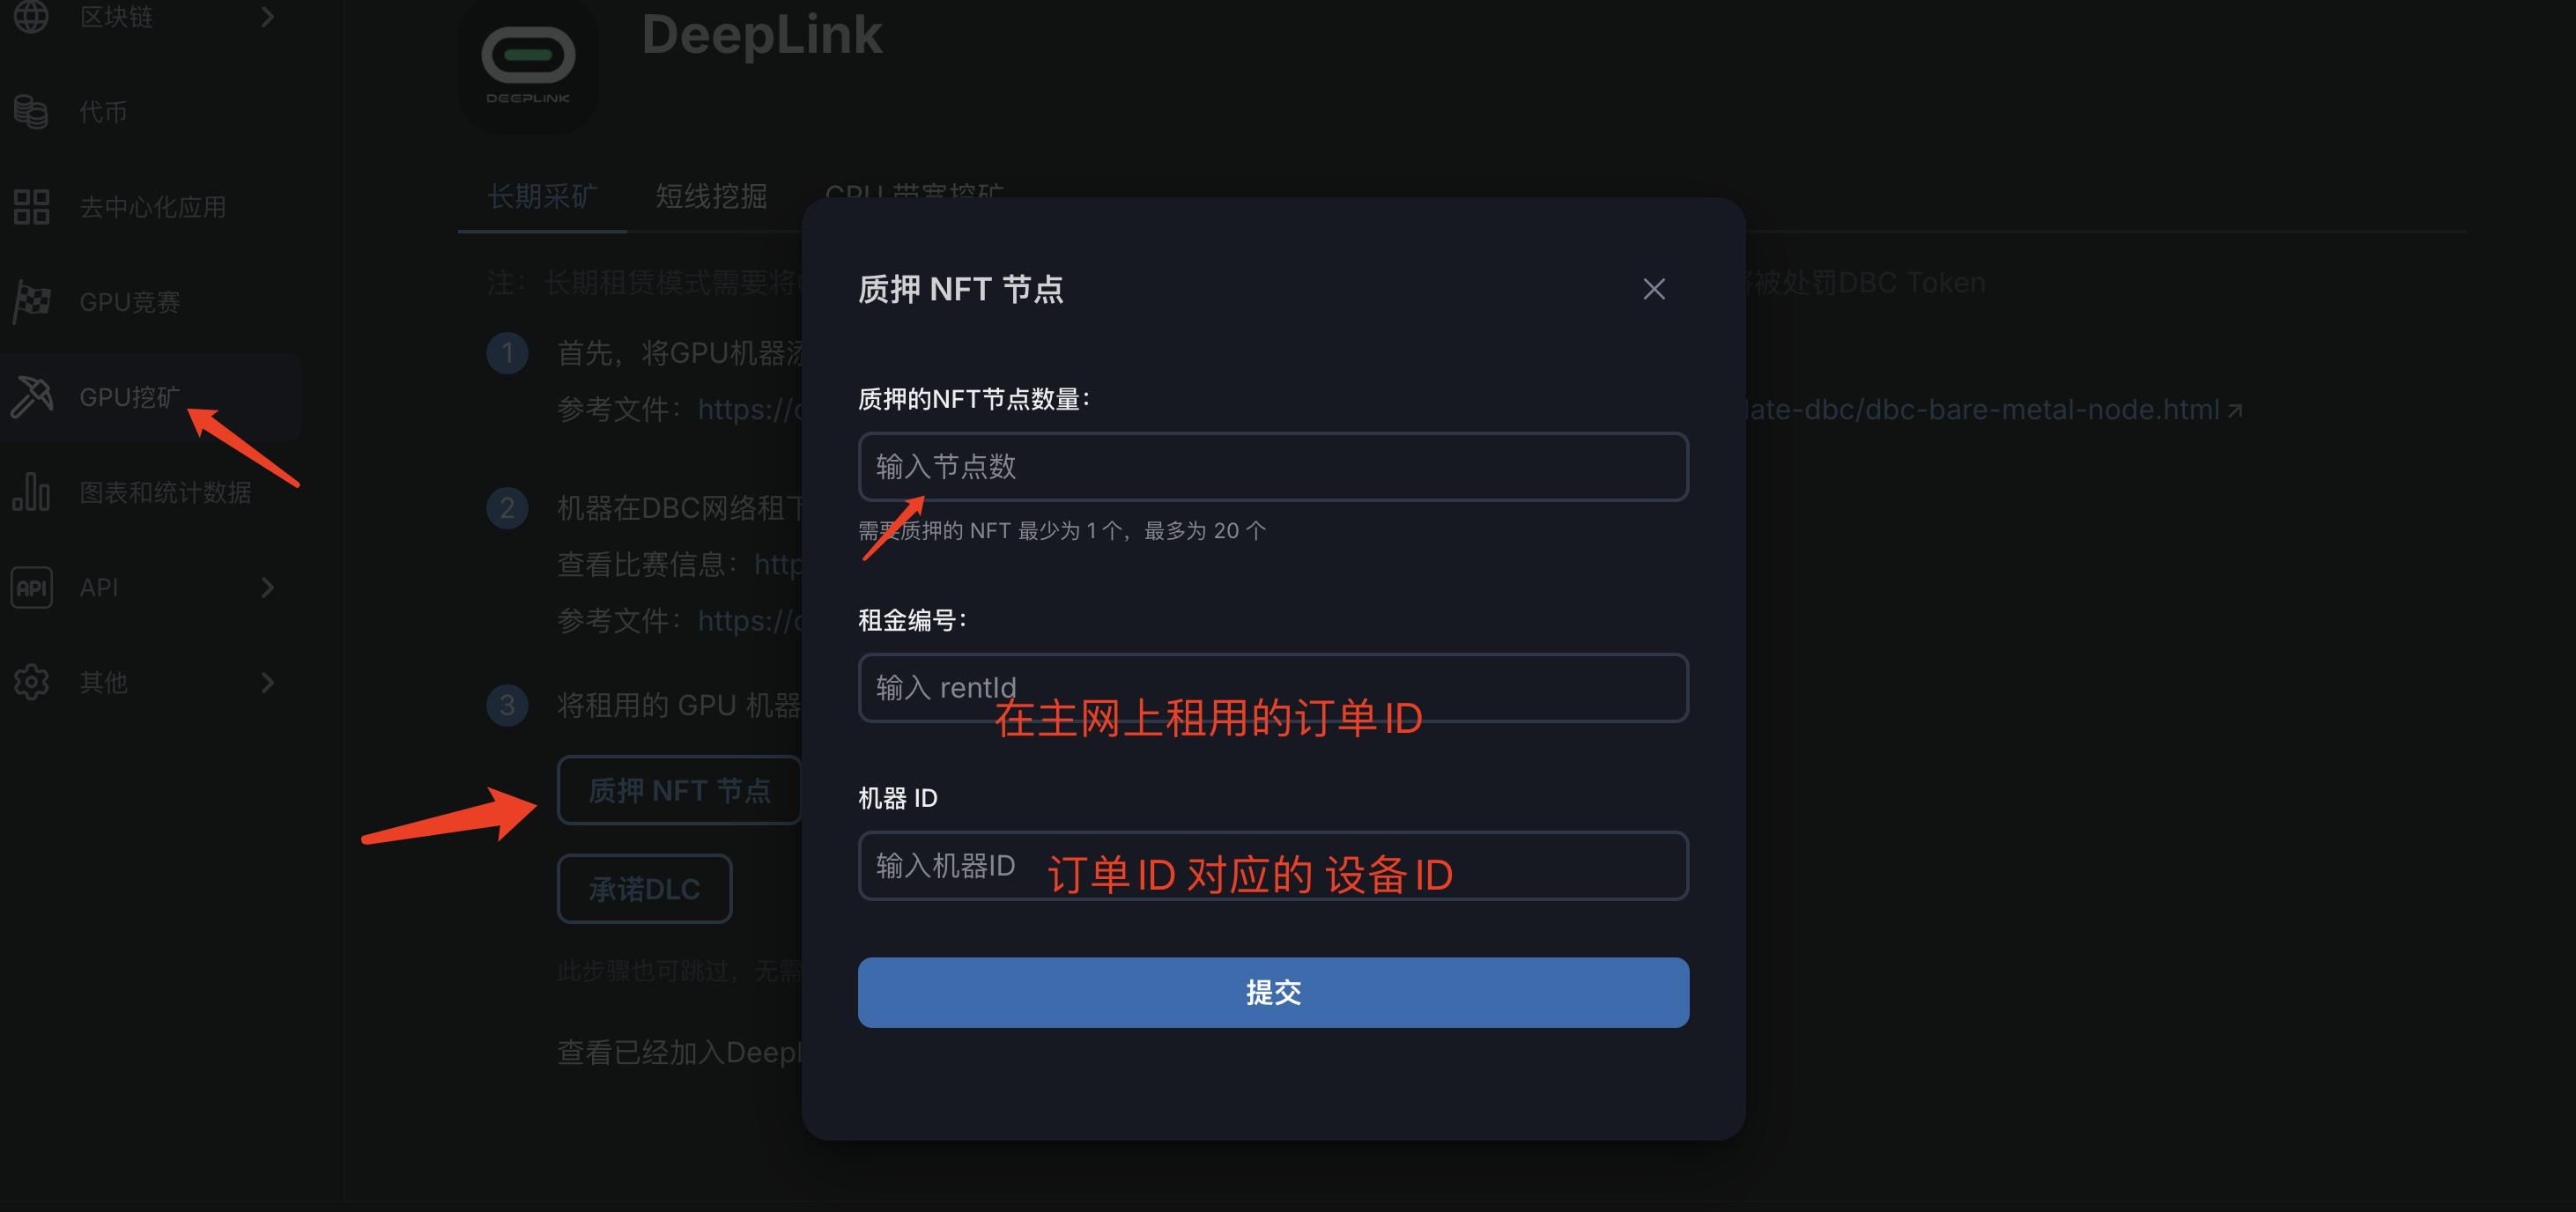 区块链
代币
去中心化应用
GPU竞赛
GPU挖矿
图表和统计数据
API
API
其他
DEEPLINK
DeepLink
长期采矿
短线挖掘
GPU 带宽挖矿
注：长期租赁模式需要将
被处罚DBC Token
1
首先，将GPU机器添
参考文件：https://
ate-dbc/dbc-bare-metal-node.html
2
机器在DBC网络租下
查看比赛信息：http
参考文件：https://
3
将租用的 GPU 机器
质押 NFT 节点
承诺DLC
此步骤也可跳过，无需
查看已经加入Deepl
质押 NFT 节点
质押的NFT节点数量：
输入节点数
需要质押的 NFT 最少为 1 个，最多为 20 个
租金编号：
输入 rentId
在主网上租用的订单 ID
机器 ID
输入机器ID
订单 ID 对应的 设备 ID
提交